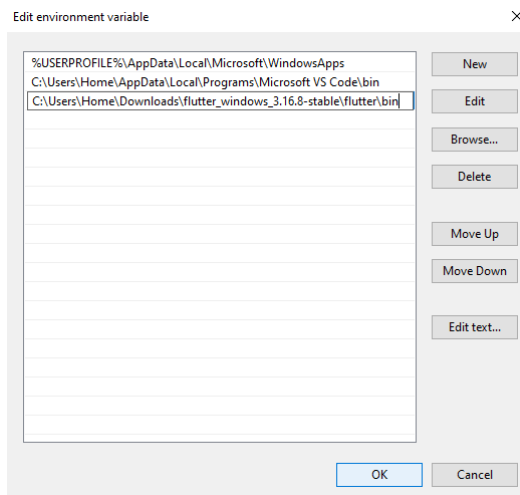 Edit environment variable
%USERPROFILE%\AppData\Local\Microsoft\WindowsApps
C:\Users\Home\AppData\Local\Programs\Microsoft VS Code\bin
C:\Users\Home\Downloads\flutter_windows_3.16.8-stable\flutter\bin
New
Edit
Browse...
Delete
Move Up
Move Down
Edit text...
OK
Cancel